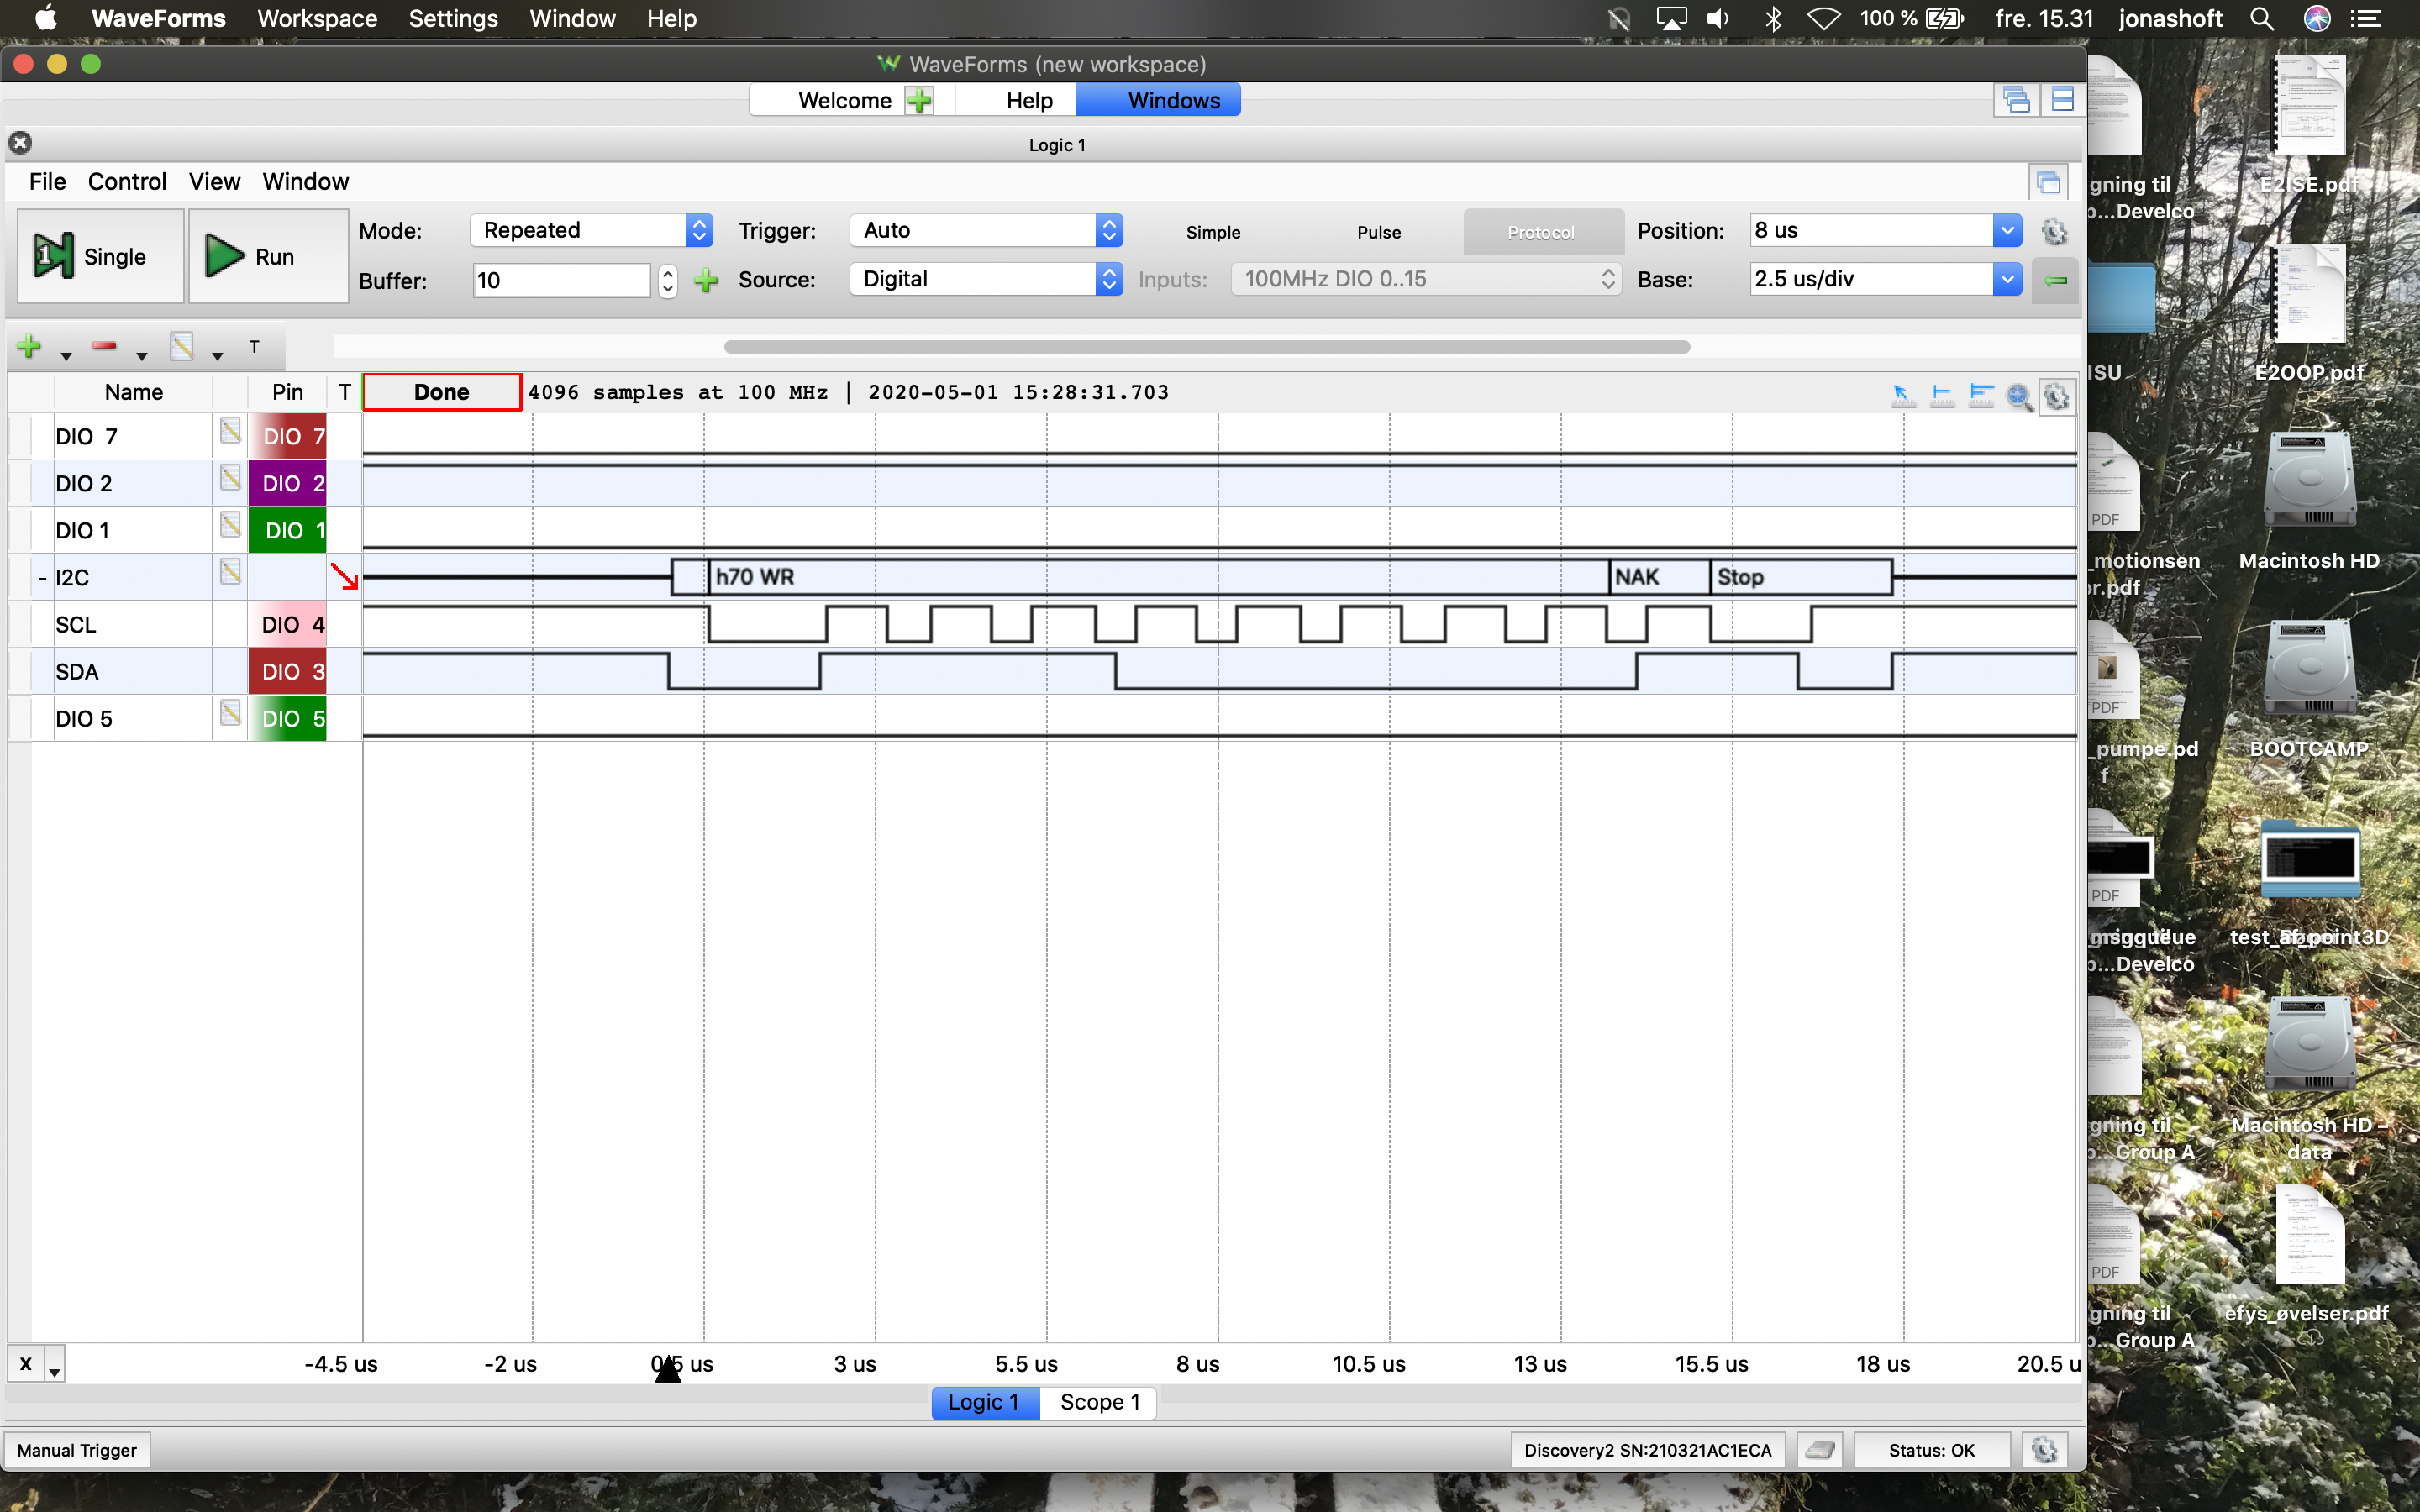 WaveForms Workspace Settings Window Help 100 % fre. 15.31 jonashoft
WaveForms (new workspace)
Welcome Help Windows
Logic 1
File Control View Window
Single Run Mode: Repeated Trigger: Auto Simple Pulse Protocol Position: 8 us
Buffer: 10 Source: Digital Inputs: 100MHz DIO 0..15 Base: 2.5 us/div
T
Name Pin T Done 4096 samples at 100 MHz | 2020-05-01 15:28:31.703
DIO 7 DIO 7
DIO 2 DIO 2
DIO 1 DIO 1
- I2C h70 WR NAK Stop
SCL DIO 4
SDA DIO 3
DIO 5 DIO 5
X -4.5 us -2 us 0.5 us 3 us 5.5 us 8 us 10.5 us 13 us 15.5 us 18 us 20.5 u
Logic 1 Scope 1
Manual Trigger Discovery2 SN:210321AC1ECA Status: OK
gning til
p...Develco
E2ISE.pdf
ISU
E2OOP.pdf
PDF
_motionsen
or.pdf
Macintosh HD
PDF
_pumpe.pd
f
BOOTCAMP
PDF
p...Develco
gning til
p...Group A
Macintosh HD –
data
PDF
gning til
p...Group A
efys_øvelser.pdf